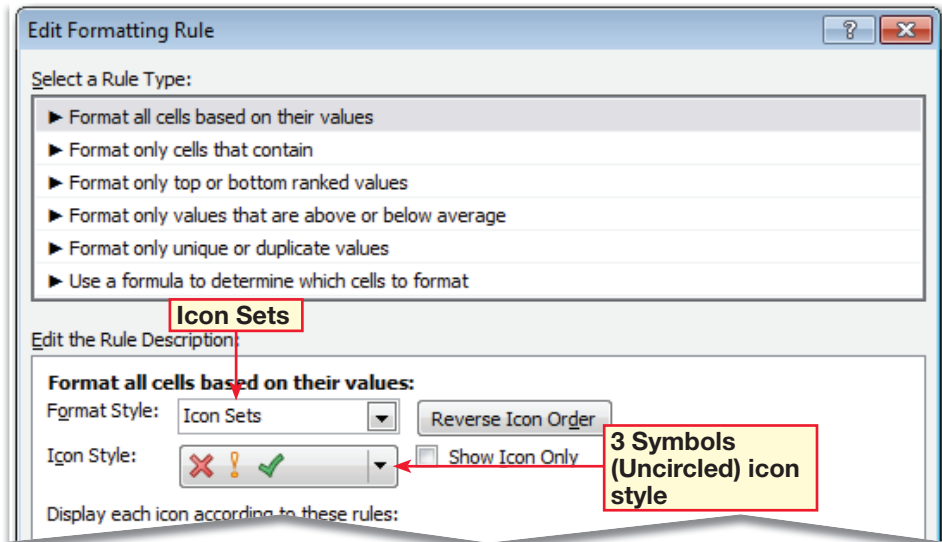 Edit Formatting Rule
?
Select a Rule Type:
► Format all cells based on their values
► Format only cells that contain
► Format only top or bottom ranked values
► Format only values that are above or below average
► Format only unique or duplicate values
► Use a formula to determine which cells to format
Icon Sets
Edit the Rule Description:
Format all cells based on their values:
Format Style: Icon Sets Reverse Icon Order
Icon Style: Show Icon Only
3 Symbols
(Uncircled) icon
style
Display each icon according to these rules: